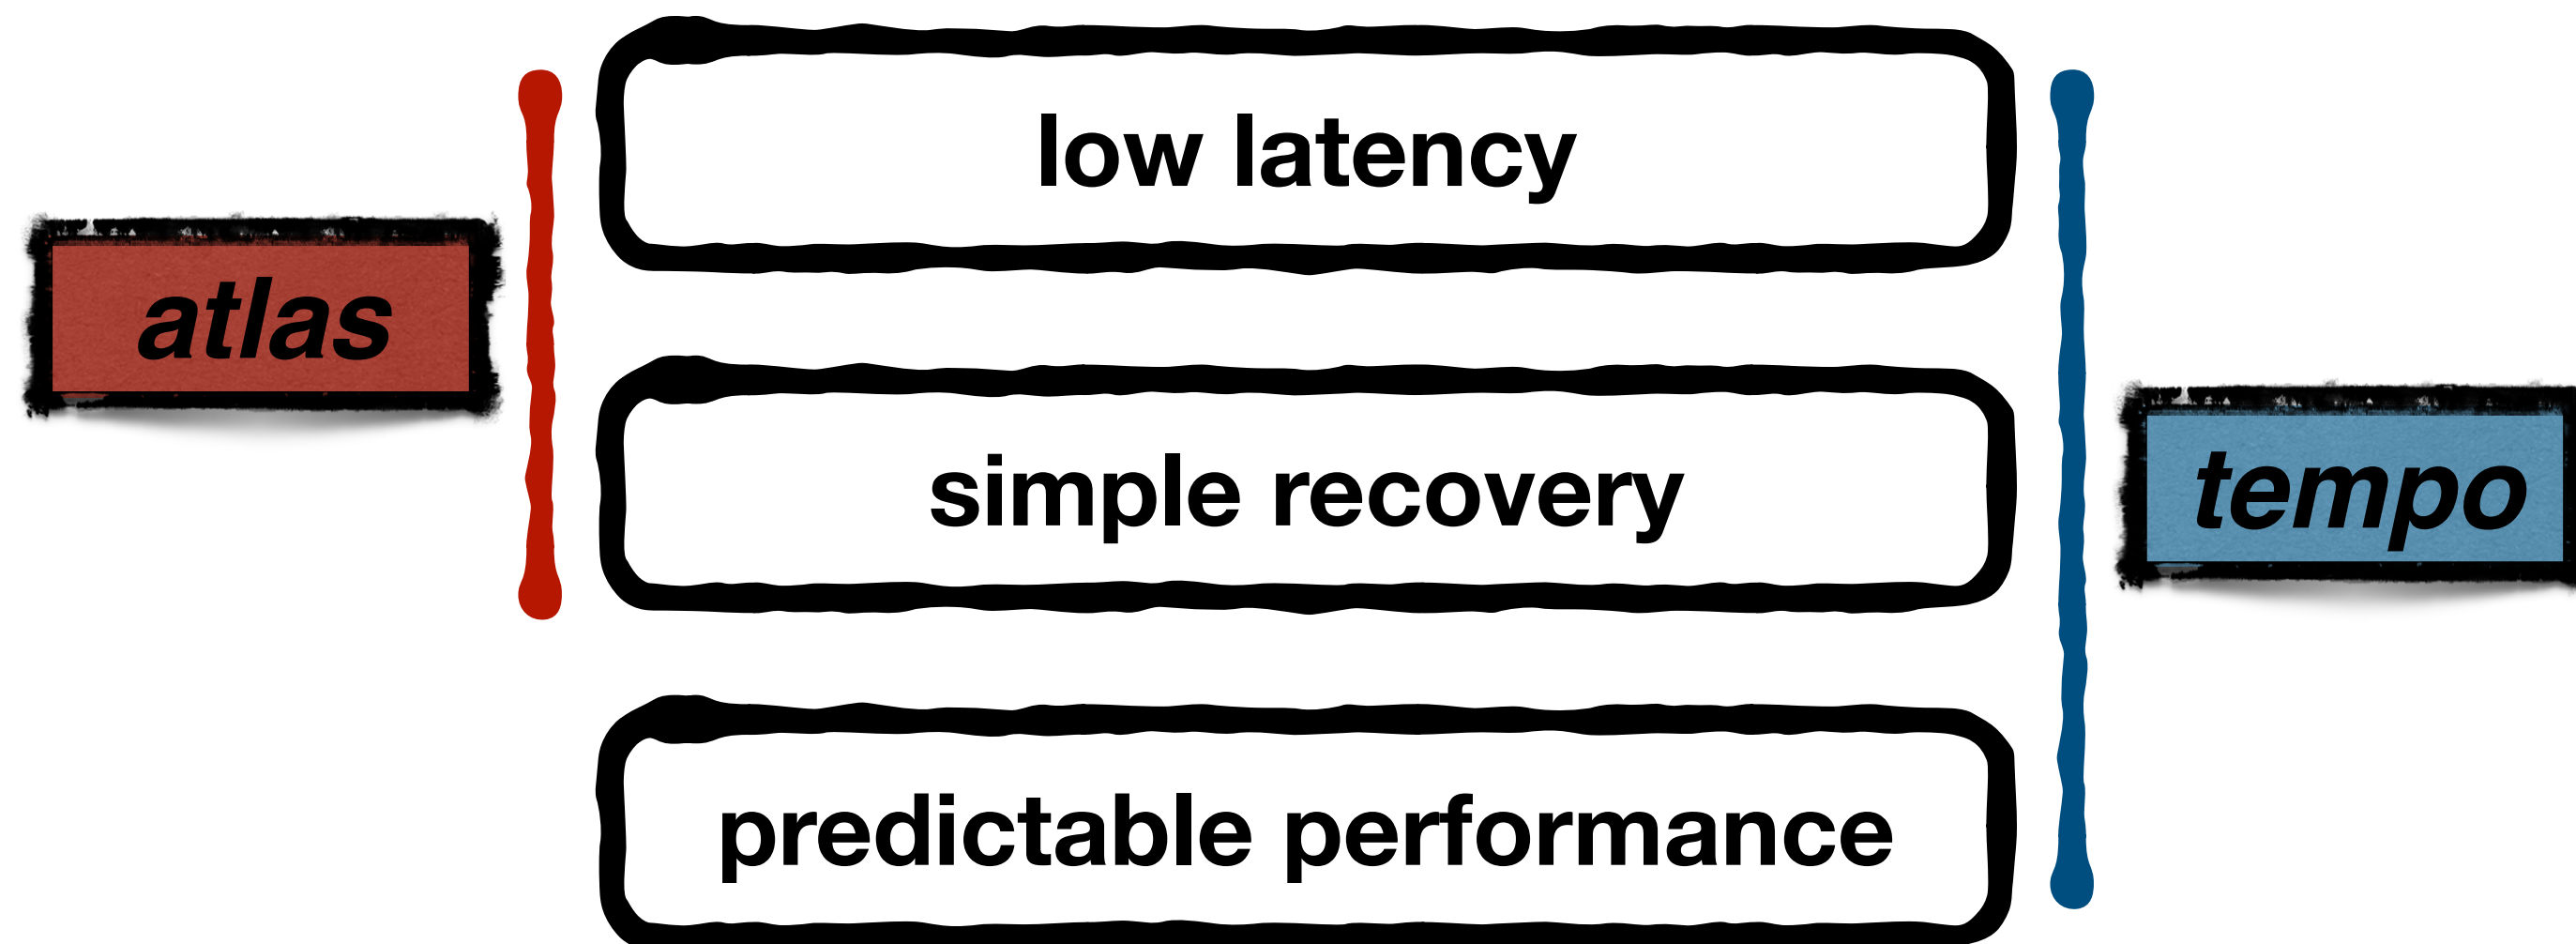 low latency
atlas
simple recovery
tempo
predictable performance